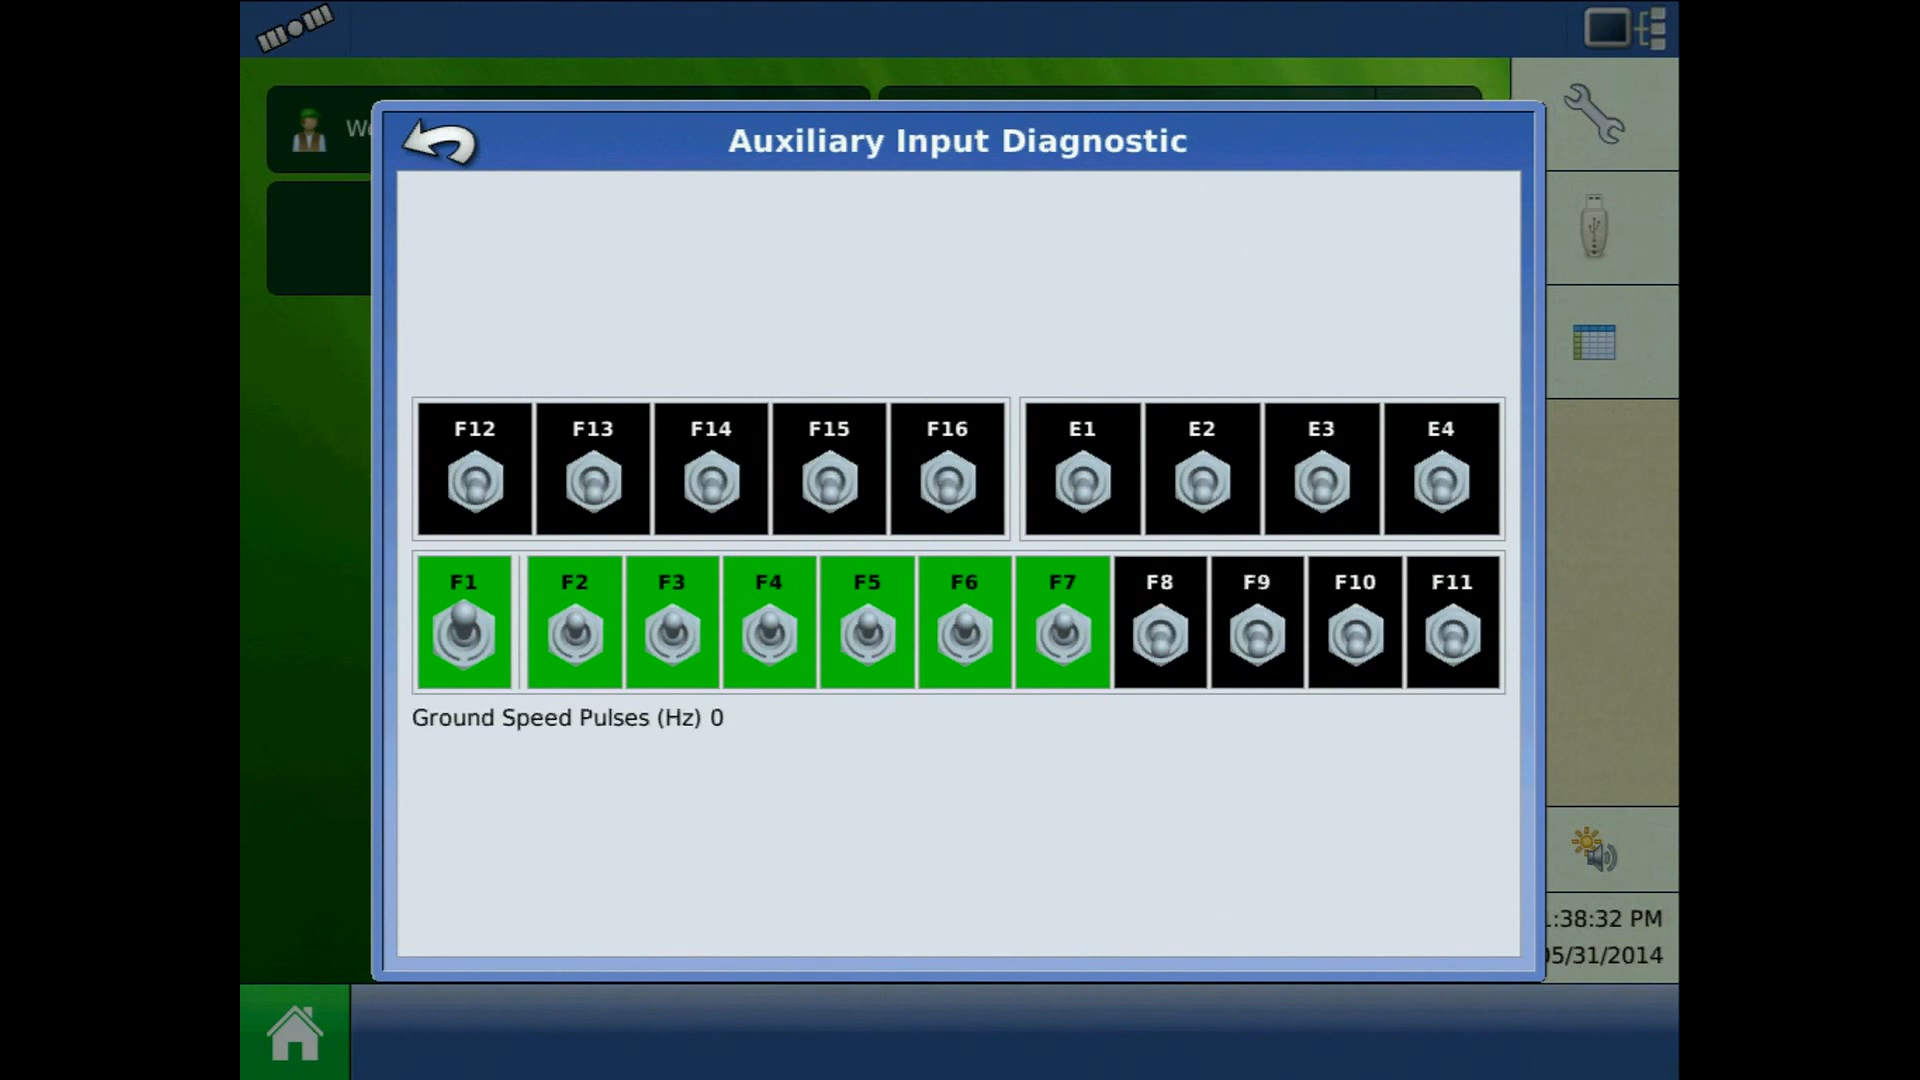 Auxiliary Input Diagnostic
F12 F13 F14 F15 F16 E1 E2 E3 E4
F1 F2 F3 F4 F5 F6 F7 F8 F9 F10 F11
Ground Speed Pulses (Hz) 0
:38:32 PM
05/31/2014